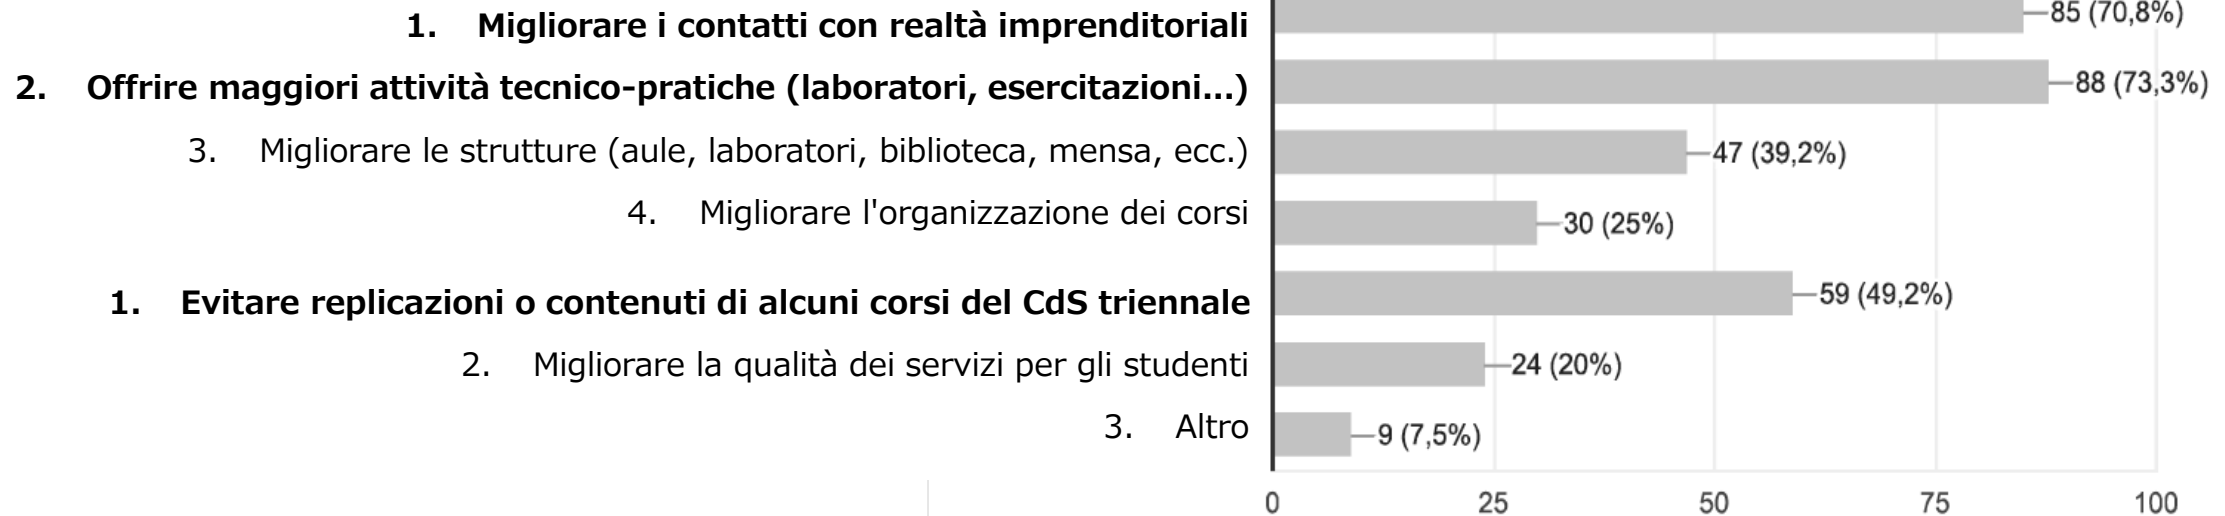 1. Migliorare i contatti con realtà imprenditoriali 85 (70,8%)
2. Offrire maggiori attività tecnico-pratiche (laboratori, esercitazioni...) 88 (73,3%)
3. Migliorare le strutture (aule, laboratori, biblioteca, mensa, ecc.) 47 (39,2%)
4. Migliorare l'organizzazione dei corsi 30 (25%)
1. Evitare replicazioni o contenuti di alcuni corsi del CdS triennale 59 (49,2%)
2. Migliorare la qualità dei servizi per gli studenti 24 (20%)
3. Altro 9 (7,5%)
0 25 50 75 100